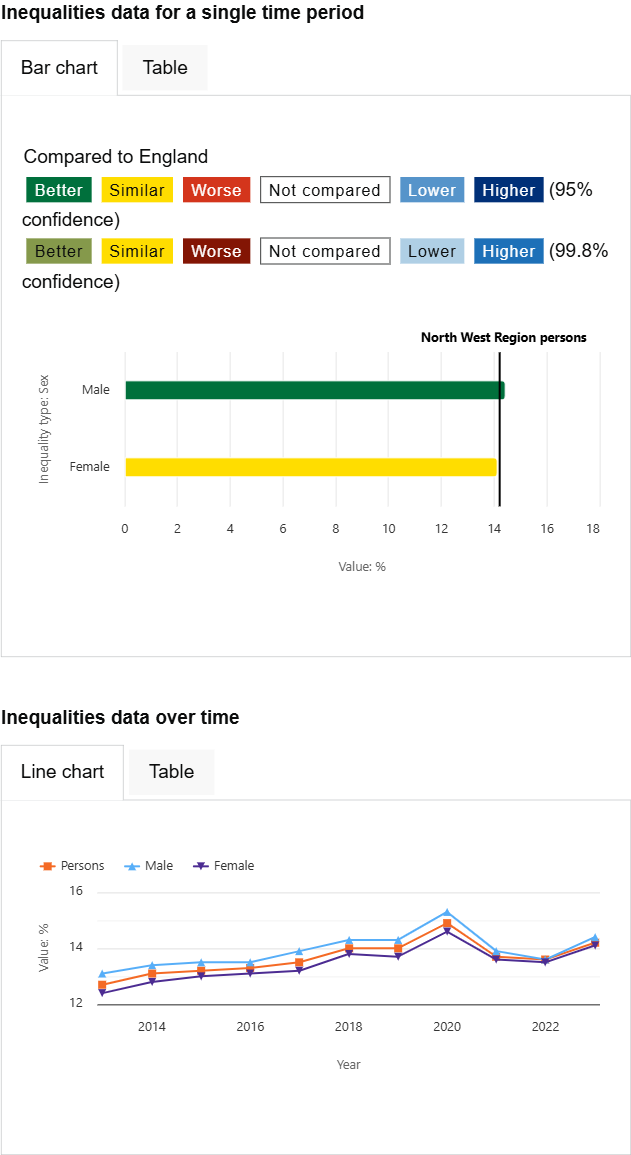 Inequalities data for a single time period
Bar chart Table
Compared to England
Better Similar Worse Not compared Lower Higher (95%
confidence)
Better Similar Worse Not compared Lower Higher (99.8%
confidence)
North West Region persons
Inequality type: Sex
Male
Female
0 2 4 6 8 10 12 14 16 18
Value: %
Inequalities data over time
Line chart Table
Persons Male Female
Value: %
16
14
12
2014 2016 2018 2020 2022
Year